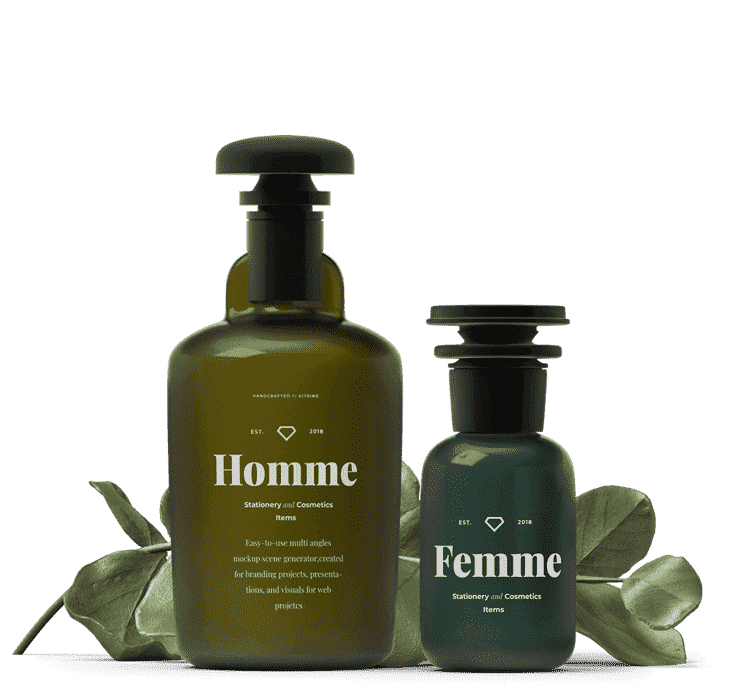 HANDCRAFTED by KITRING
EST. 2018
Homme
Stationery and Cosmetics
Items
Easy-to-use multi angles
mockup scene generator,created
for branding projects, presenta-
tions, and visuals for web
projetcs
EST. 2018
Femme
Stationery and Cosmetics
Items